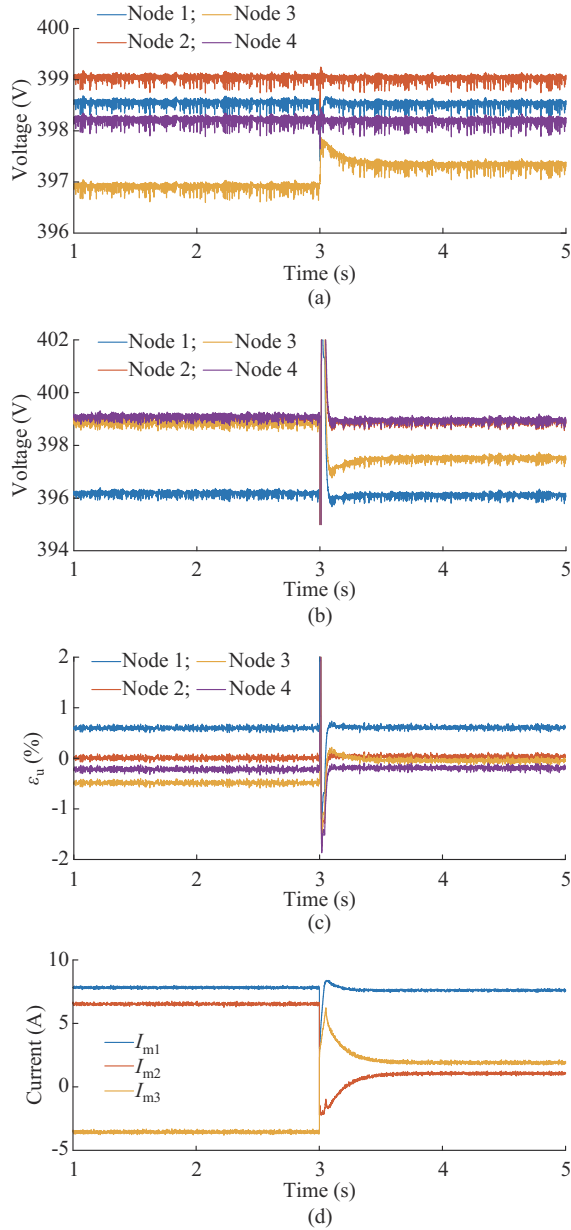 400
Node 1; Node 3
Node 2; Node 4
399
398
397
396
Voltage (V)
1 2 3 4 5
Time (s)
(a)
402
Node 1; Node 3
Node 2; Node 4
400
398
396
394
Voltage (V)
1 2 3 4 5
Time (s)
(b)
2
Node 1; Node 3
Node 2; Node 4
1
0
-1
-2
εu (%)
1 2 3 4 5
Time (s)
(c)
10
5
0
-5
Current (A)
Im1
Im2
Im3
1 2 3 4 5
Time (s)
(d)